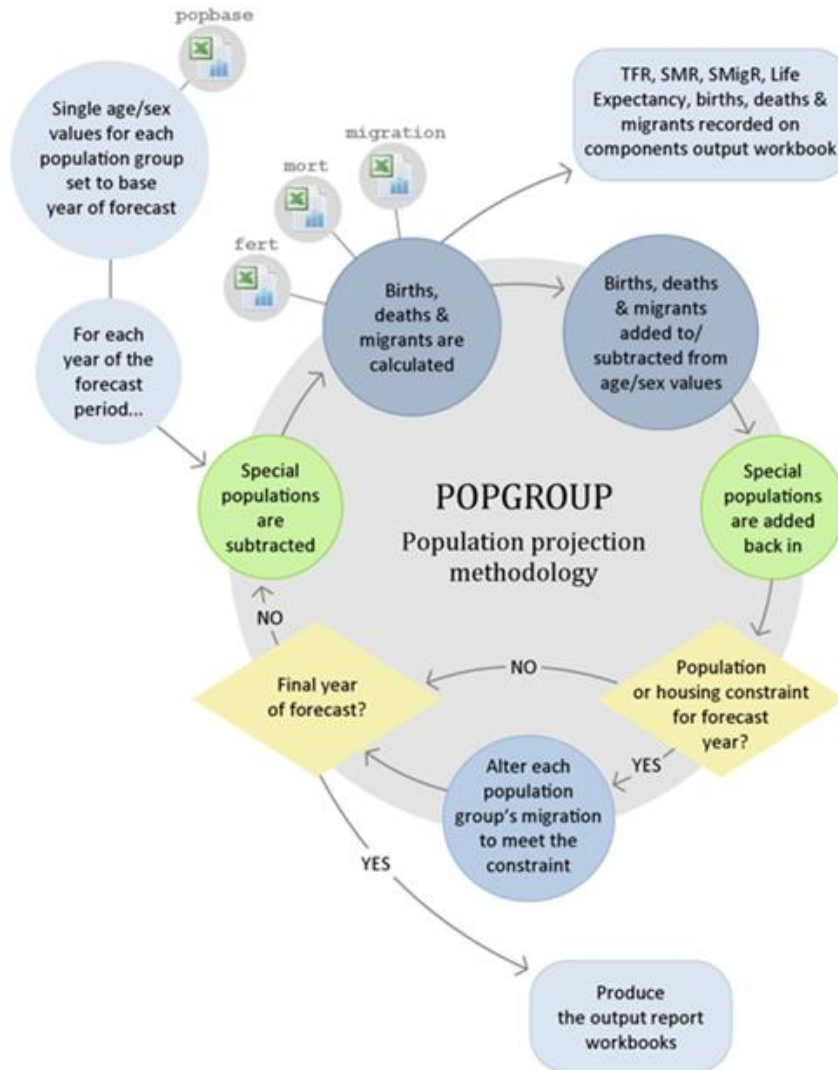 popbase
Single age/sex
values for each
population group
set to base
year of forecast
For each
year of the
forecast
period...
fert
mort
migration
TFR, SMR, SMigR, Life
Expectancy, births, deaths &
migrants recorded on
components output workbook
Births,
deaths &
migrants are
calculated
Births, deaths
& migrants
added to/
subtracted from
age/sex values
Special
populations
are
subtracted
POPGROUP
Population projection
methodology
Special
populations
are added
back in
NO
Final year
of forecast?
NO
Population
or housing constraint
for forecast
year?
YES
Alter each
population
group's migration
to meet the
constraint
YES
Produce
the output report
workbooks